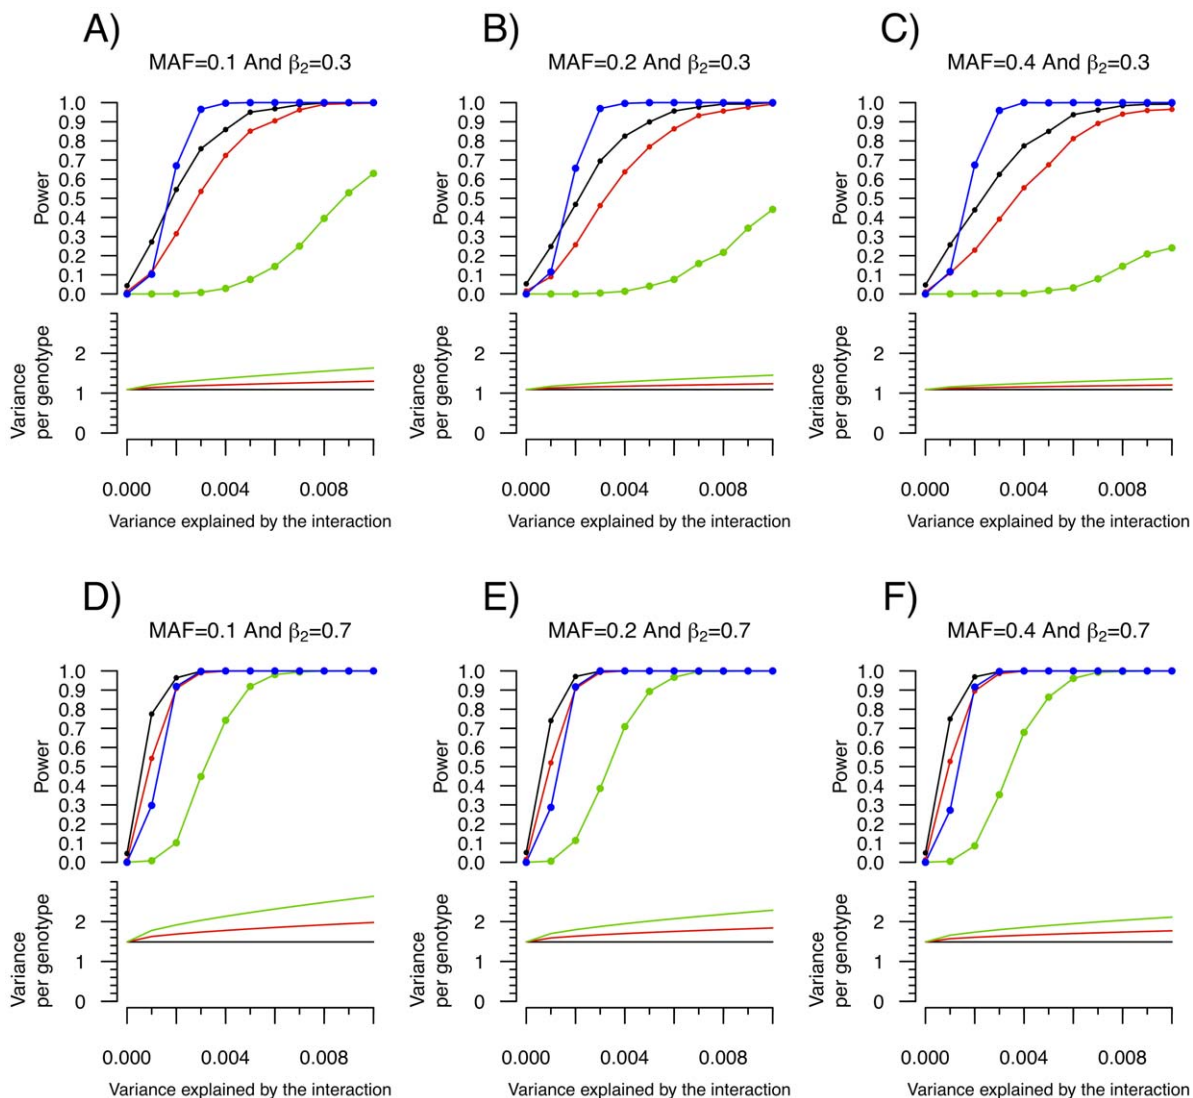 A)
MAF=0.1 And β₂=0.3
1.0
0.9
0.8
0.7
0.6
0.5
0.4
0.3
0.2
0.1
0.0
Power
2
1
0
Variance
per genotype
0.000 0.004 0.008
Variance explained by the interaction
B)
MAF=0.2 And β₂=0.3
1.0
0.9
0.8
0.7
0.6
0.5
0.4
0.3
0.2
0.1
0.0
Power
2
1
0
Variance
per genotype
0.000 0.004 0.008
Variance explained by the interaction
C)
MAF=0.4 And β₂=0.3
1.0
0.9
0.8
0.7
0.6
0.5
0.4
0.3
0.2
0.1
0.0
Power
2
1
0
Variance
per genotype
0.000 0.004 0.008
Variance explained by the interaction
D)
MAF=0.1 And β₂=0.7
1.0
0.9
0.8
0.7
0.6
0.5
0.4
0.3
0.2
0.1
0.0
Power
2
1
0
Variance
per genotype
0.000 0.004 0.008
Variance explained by the interaction
E)
MAF=0.2 And β₂=0.7
1.0
0.9
0.8
0.7
0.6
0.5
0.4
0.3
0.2
0.1
0.0
Power
2
1
0
Variance
per genotype
0.000 0.004 0.008
Variance explained by the interaction
F)
MAF=0.4 And β₂=0.7
1.0
0.9
0.8
0.7
0.6
0.5
0.4
0.3
0.2
0.1
0.0
Power
2
1
0
Variance
per genotype
0.000 0.004 0.008
Variance explained by the interaction